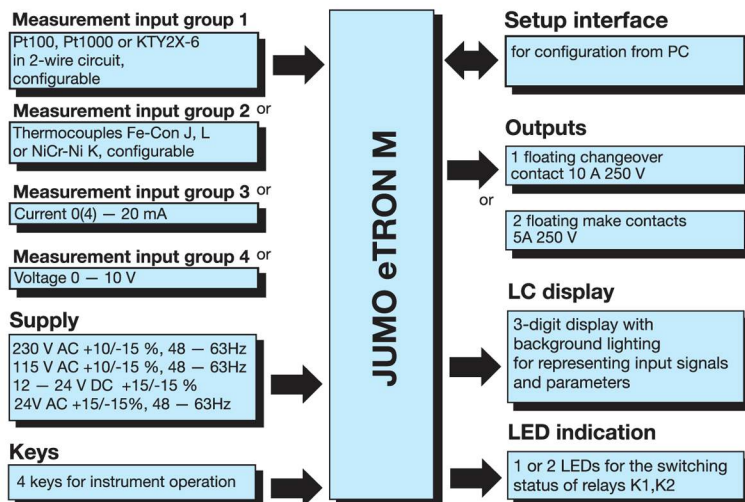 Measurement input group 1
Pt100, Pt1000 or KTY2X-6
in 2-wire circuit,
configurable
Measurement input group 2 or
Thermocouples Fe-Con J, L
or NiCr-Ni K, configurable
Measurement input group 3 or
Current 0(4) — 20 mA
Measurement input group 4 or
Voltage 0 — 10 V
Supply
230 V AC +10/-15 %, 48 — 63Hz
115 V AC +10/-15 %, 48 — 63Hz
12 — 24 V DC +15/-15 %
24V AC +15/-15%, 48 — 63Hz
Keys
4 keys for instrument operation
JUMO eTRON M
Setup interface
for configuration from PC
Outputs
1 floating changeover
contact 10 A 250 V
or
2 floating make contacts
5A 250 V
LC display
3-digit display with
background lighting
for representing input signals
and parameters
LED indication
1 or 2 LEDs for the switching
status of relays K1,K2